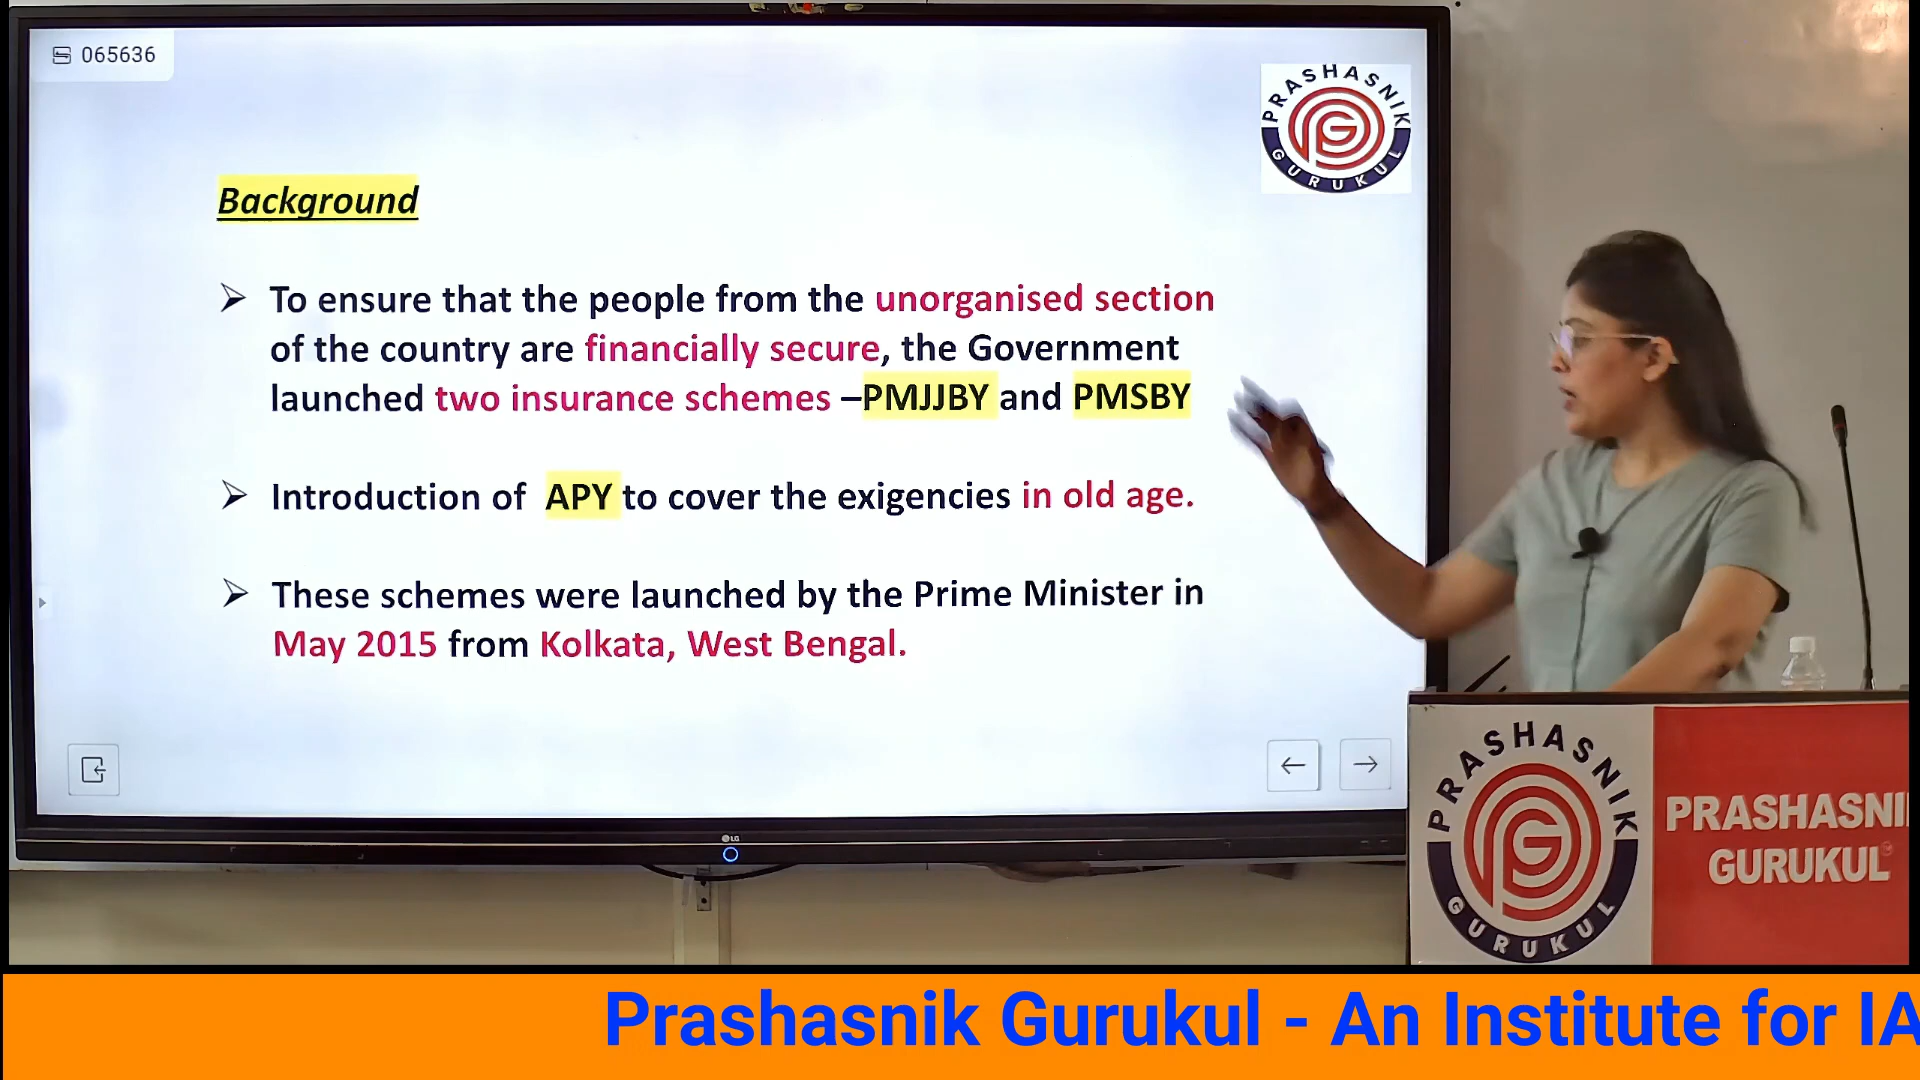 065636
PRASHASNIK
GURUKUL
Background
To ensure that the people from the unorganised section
of the country are financially secure, the Government
launched two insurance schemes –PMJJBY and PMSBY
Introduction of APY to cover the exigencies in old age.
These schemes were launched by the Prime Minister in
May 2015 from Kolkata, West Bengal.
LG
PRASHASNIK
GURUKUL
PRASHASNI
GURUKUL
Prashasnik Gurukul - An Institute for IA